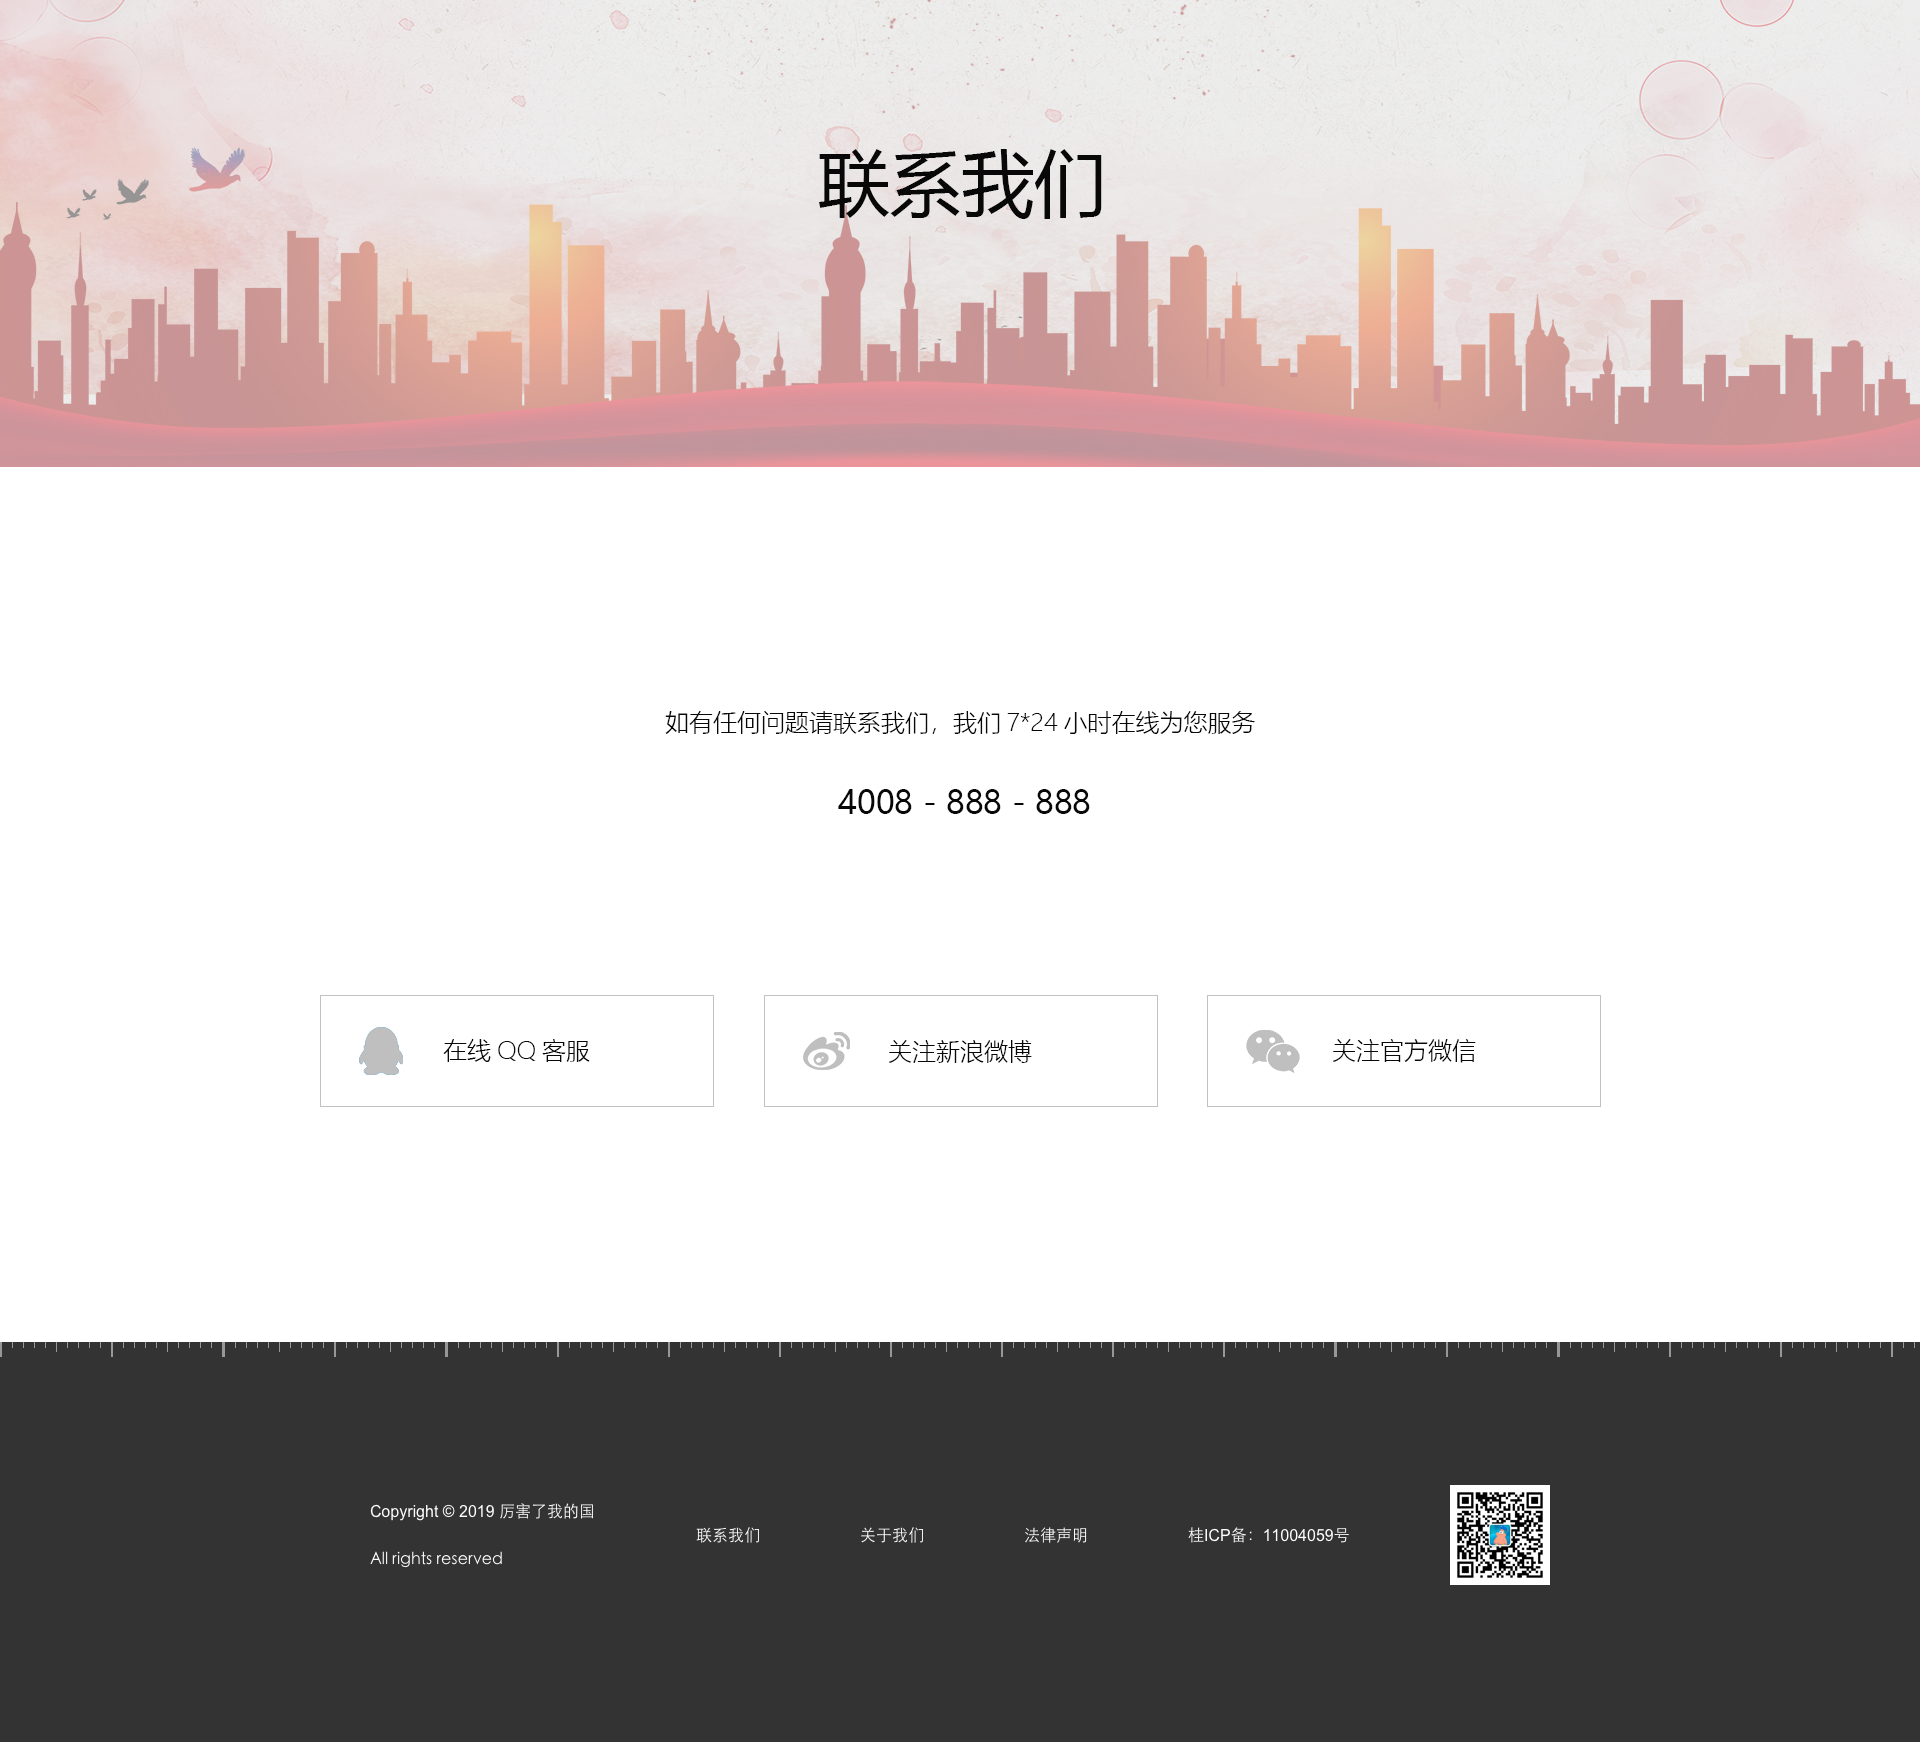 联系我们
如有任何问题请联系我们，我们 7*24 小时在线为您服务
4008 - 888 - 888
在线 QQ 客服
关注新浪微博
关注官方微信
Copyright © 2019 厉害了我的国
All rights reserved
联系我们
关于我们
法律声明
桂ICP备：11004059号